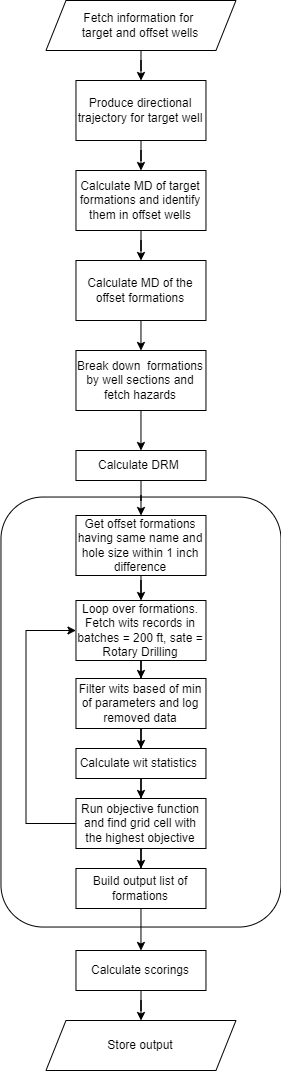 Fetch information for
target and offset wells
Produce directional
trajectory for target well
Calculate MD of target
formations and identify
them in offset wells
Calculate MD of the
offset formations
Break down formations
by well sections and
fetch hazards
Calculate DRM
Get offset formations
having same name and
hole size within 1 inch
difference
Loop over formations.
Fetch wits records in
batches = 200 ft, sate =
Rotary Drilling
Filter wits based of min
of parameters and log
removed data
Calculate wit statistics
Run objective function
and find grid cell with
the highest objective
Build output list of
formations
Calculate scorings
Store output